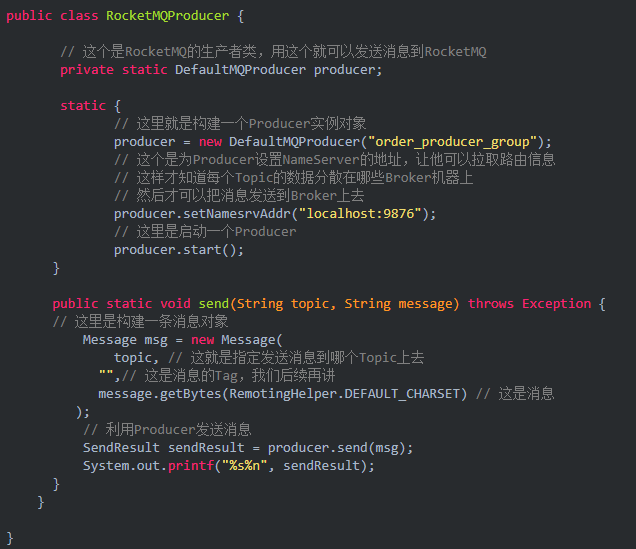 public class RocketMQProducer {
// 这个是RocketMQ的生产者类，用这个就可以发送消息到RocketMQ
private static DefaultMQProducer producer;
static {
// 这里就是构建一个Producer实例对象
producer = new DefaultMQProducer("order_producer_group");
// 这个是为Producer设置NameServer的地址，让他可以拉取路由信息
// 这样才知道每个Topic的数据分散在哪些Broker机器上
// 然后才可以把消息发送到Broker上去
producer.setNamesrvAddr("localhost:9876");
// 这里是启动一个Producer
producer.start();
}
public static void send(String topic, String message) throws Exception {
// 这里是构建一条消息对象
Message msg = new Message(
topic, // 这就是指定发送消息到哪个Topic上去
"",// 这是消息的Tag，我们后续再讲
message.getBytes(RemotingHelper.DEFAULT_CHARSET) // 这是消息
);
// 利用Producer发送消息
SendResult sendResult = producer.send(msg);
System.out.printf("%s%n", sendResult);
}
}
}